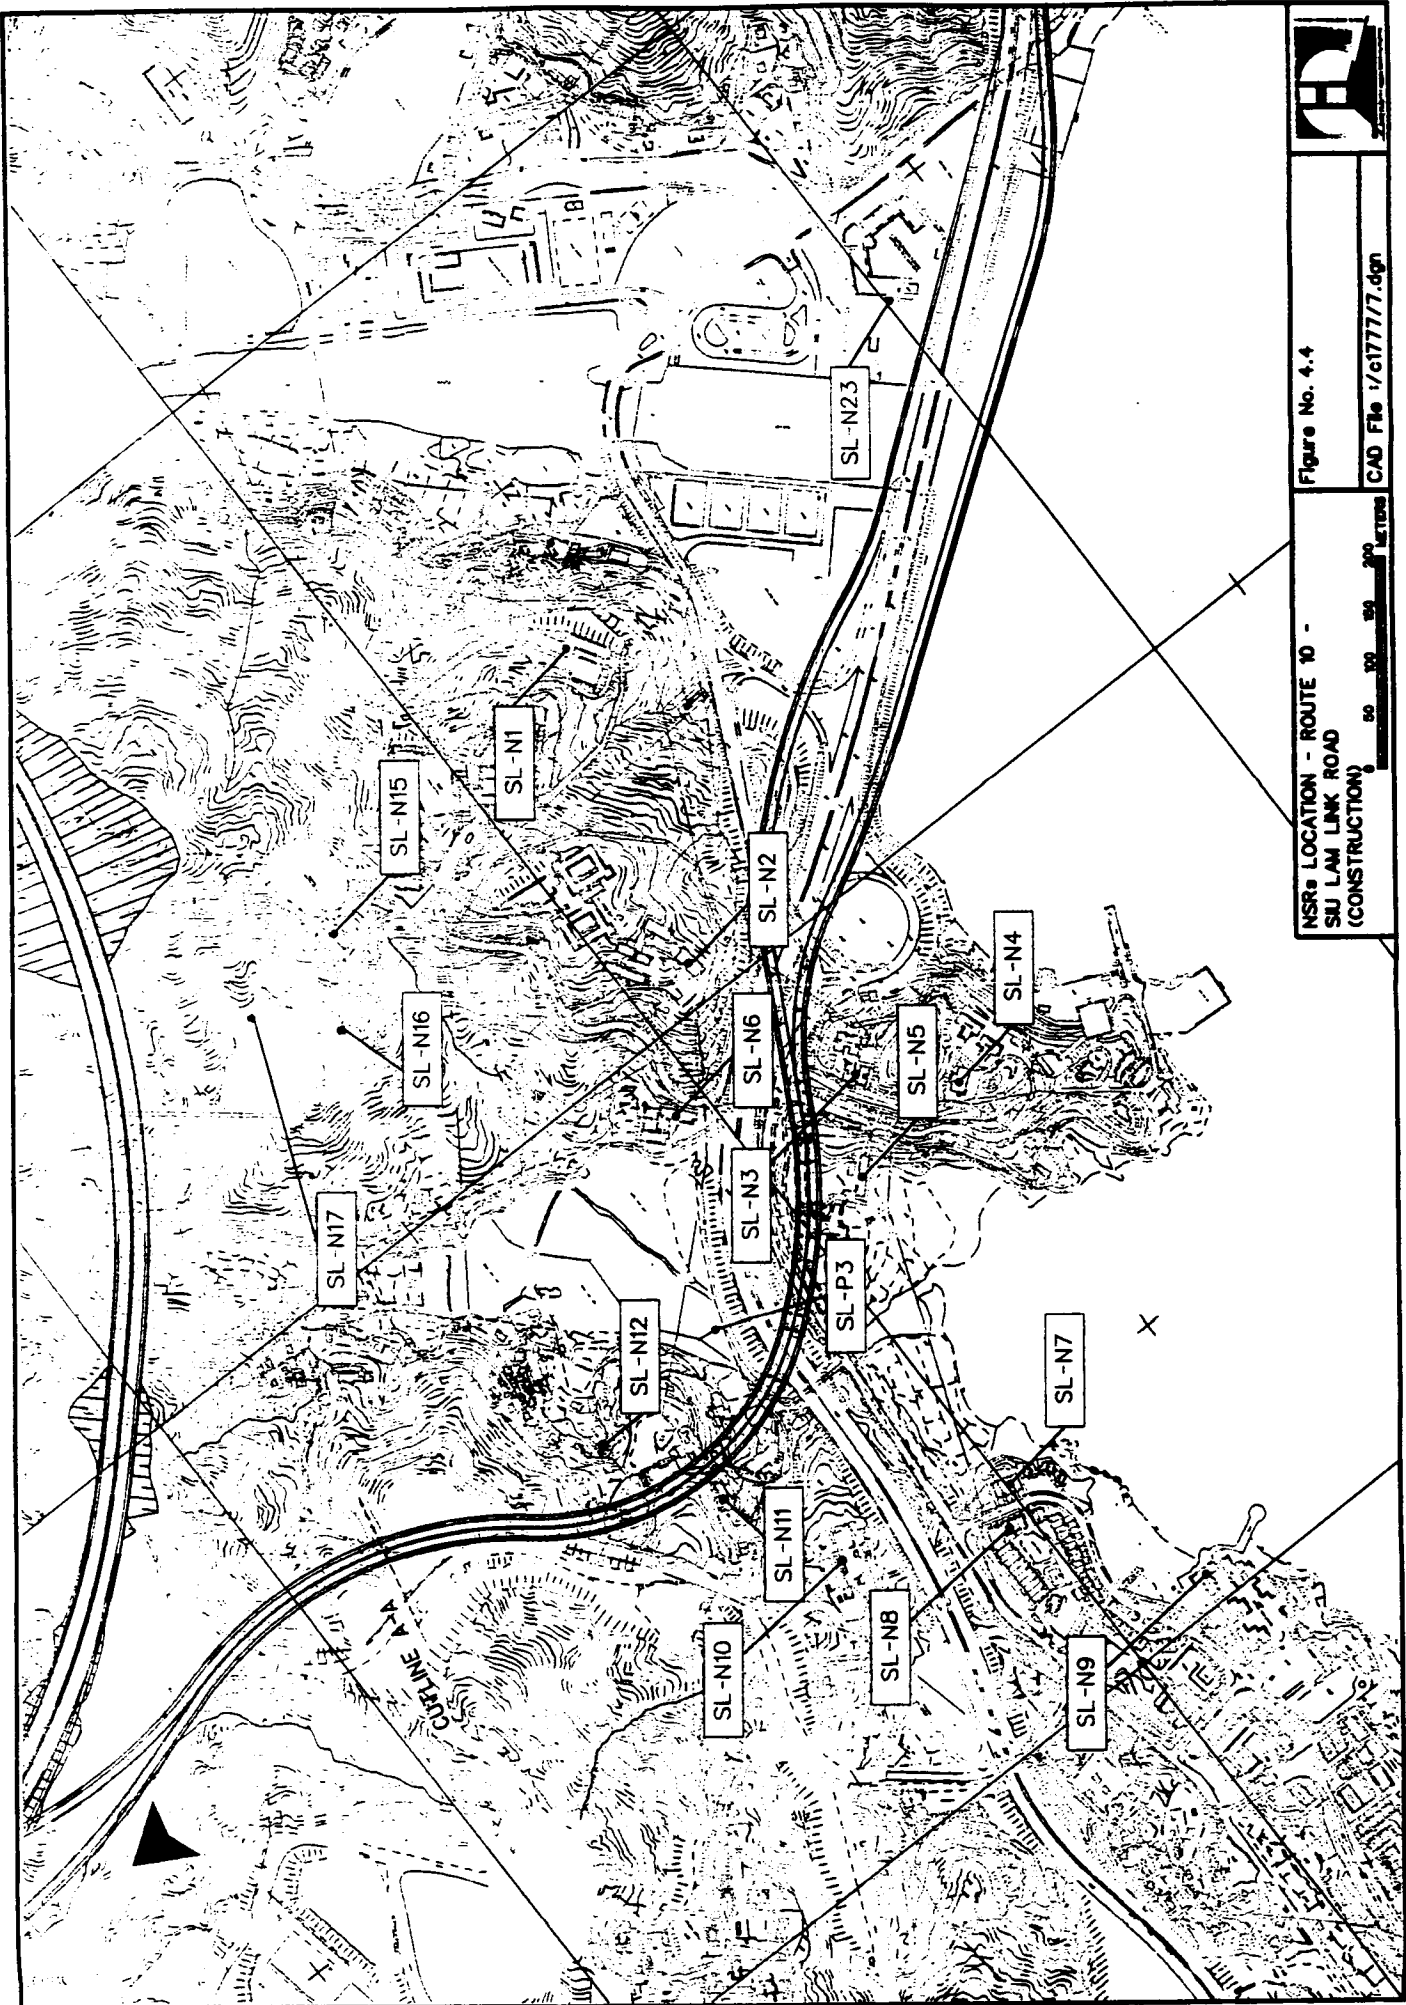 SL-N17
SL-N16
SL-N15
SL-N1
SL-N12
SL-N3
SL-N6
SL-N2
SL-N23
SL-N10
SL-N11
SL-P3
SL-N5
SL-N4
SL-N8
SL-N9
SL-N7
CUTLINE A-A
NSRs LOCATION - ROUTE 10 -
SIU LAM LINK ROAD
(CONSTRUCTION)
0 50 100 150 200
METERS
Figure No. 4.4
CAD File :/c1777/7.dgn